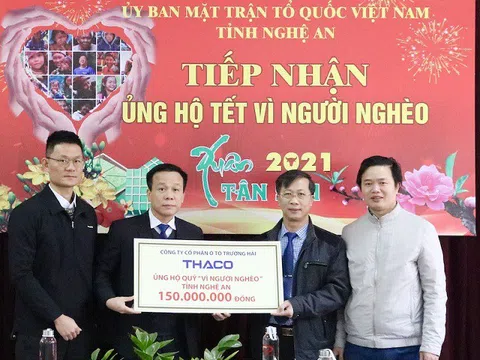 ỦY BAN MẶT TRẬN TỔ QUỐC VIỆT NAM
TỈNH NGHỆ AN
TIẾP NHẬN
ỦNG HỘ TẾT VÌ NGƯỜI NGHÈO
Xuân 2021
TÂN
CÔNG TY CỔ PHẦN Ô TÔ TRƯỜNG HẢI
THACO
ỦNG HỘ QUỸ "VÌ NGƯỜI NGHÈO"
TỈNH NGHỆ AN
150.000.000 ĐỒNG